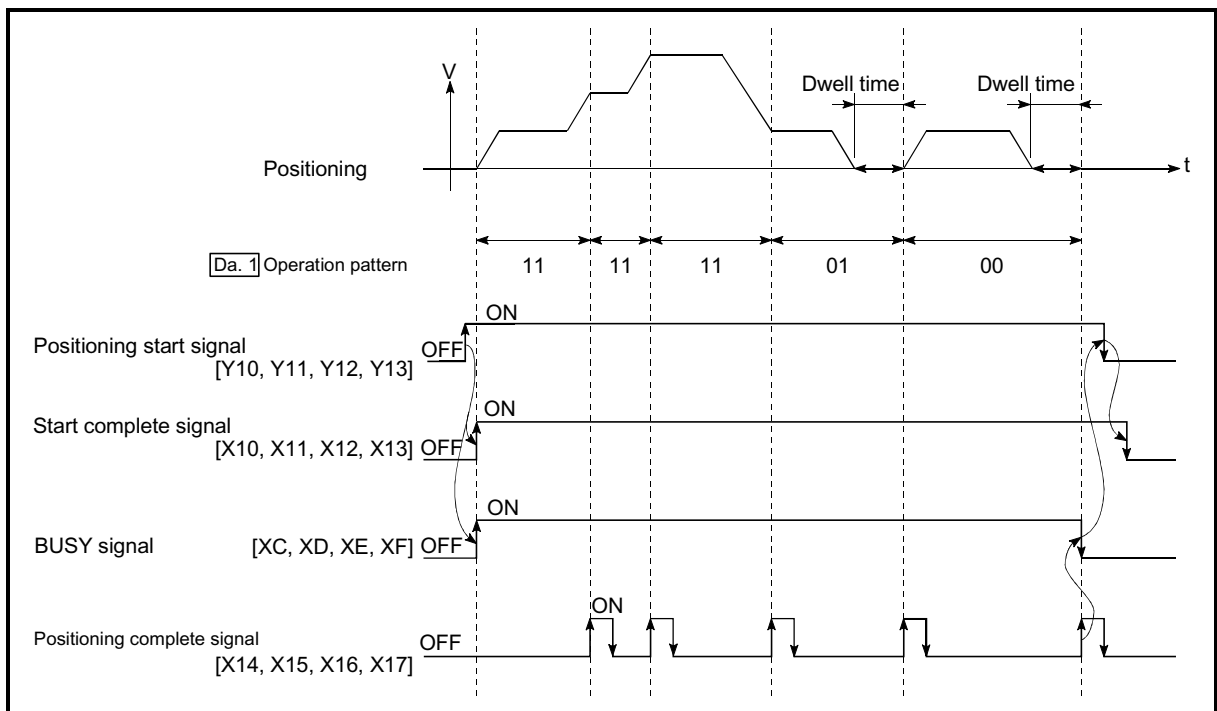 V
Dwell time Dwell time
Positioning
t
Da. 1 Operation pattern 11 11 11 01 00
ON
Positioning start signal OFF
[Y10, Y11, Y12, Y13]
ON
Start complete signal
[X10, X11, X12, X13] OFF
ON
BUSY signal [XC, XD, XE, XF] OFF
ON
Positioning complete signal OFF
[X14, X15, X16, X17]